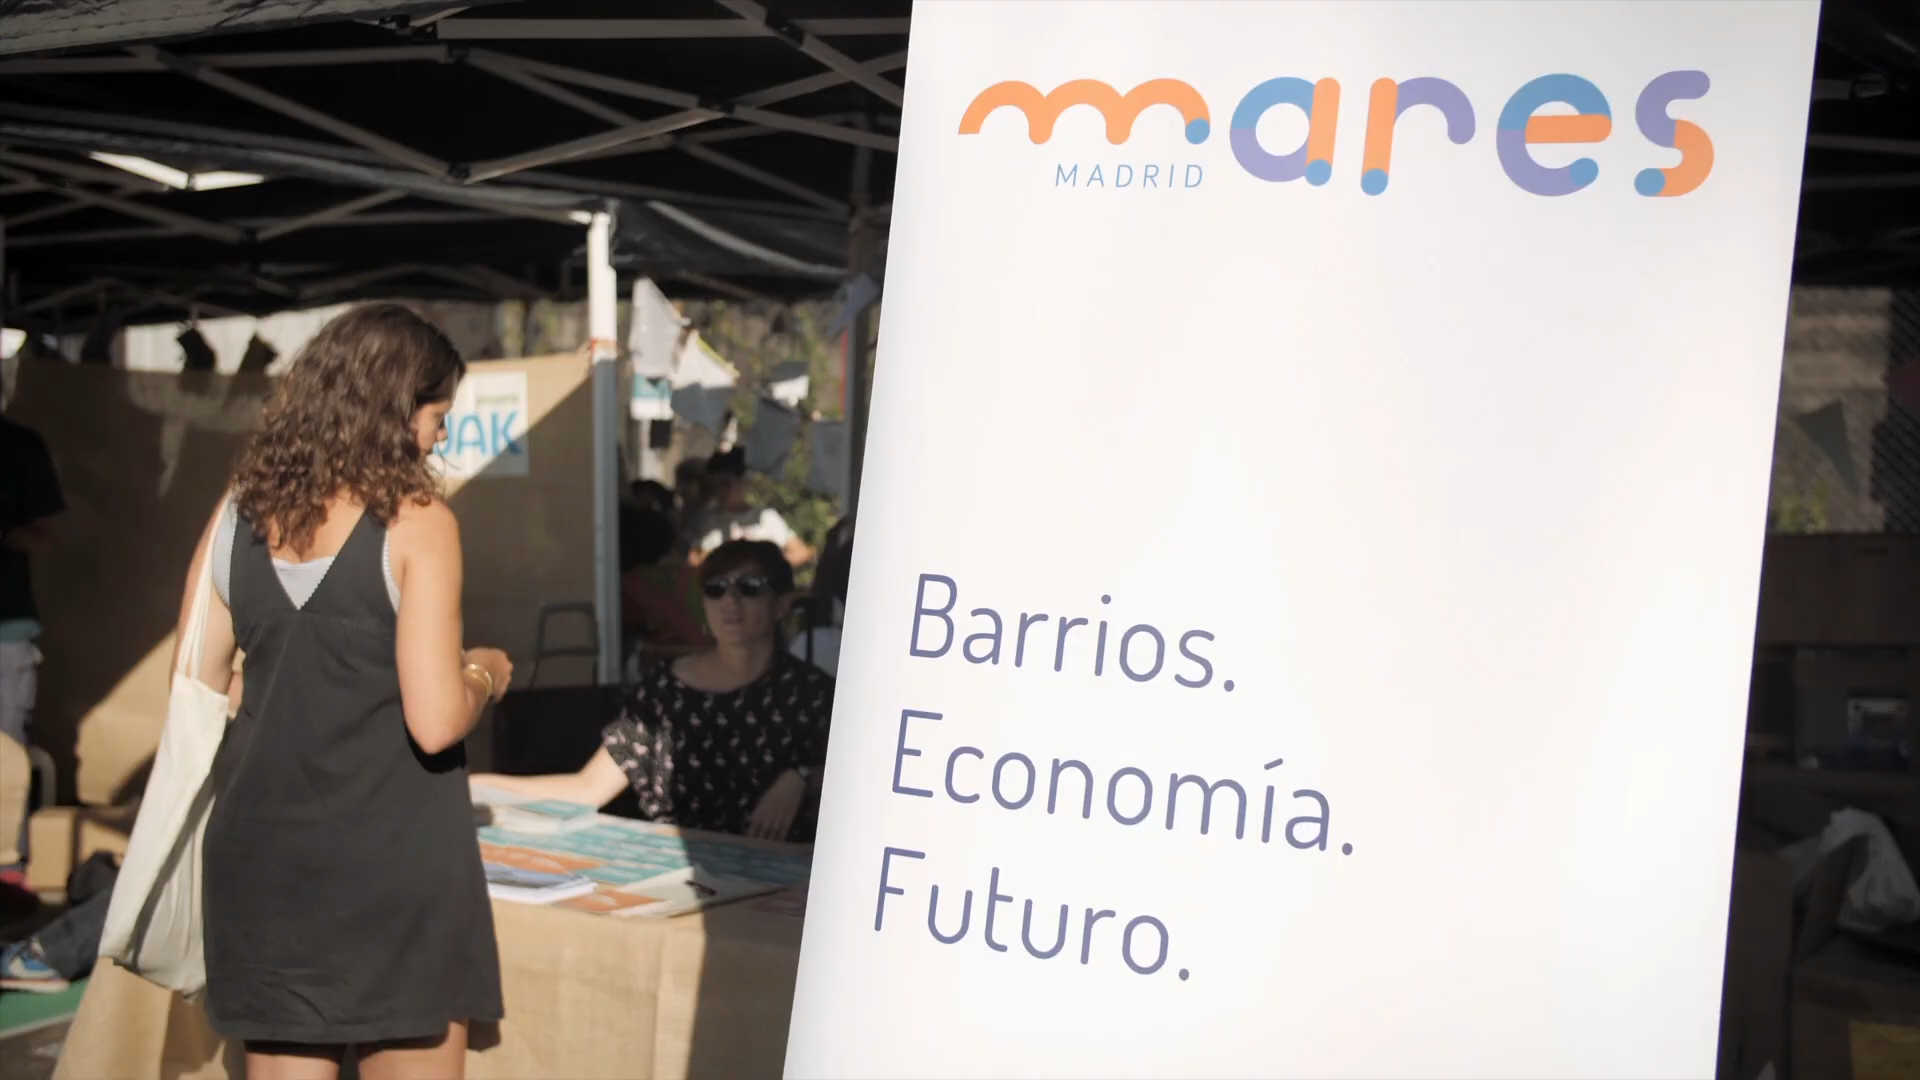 mares
MADRID
JAK
Barrios.
Economía.
Futuro.